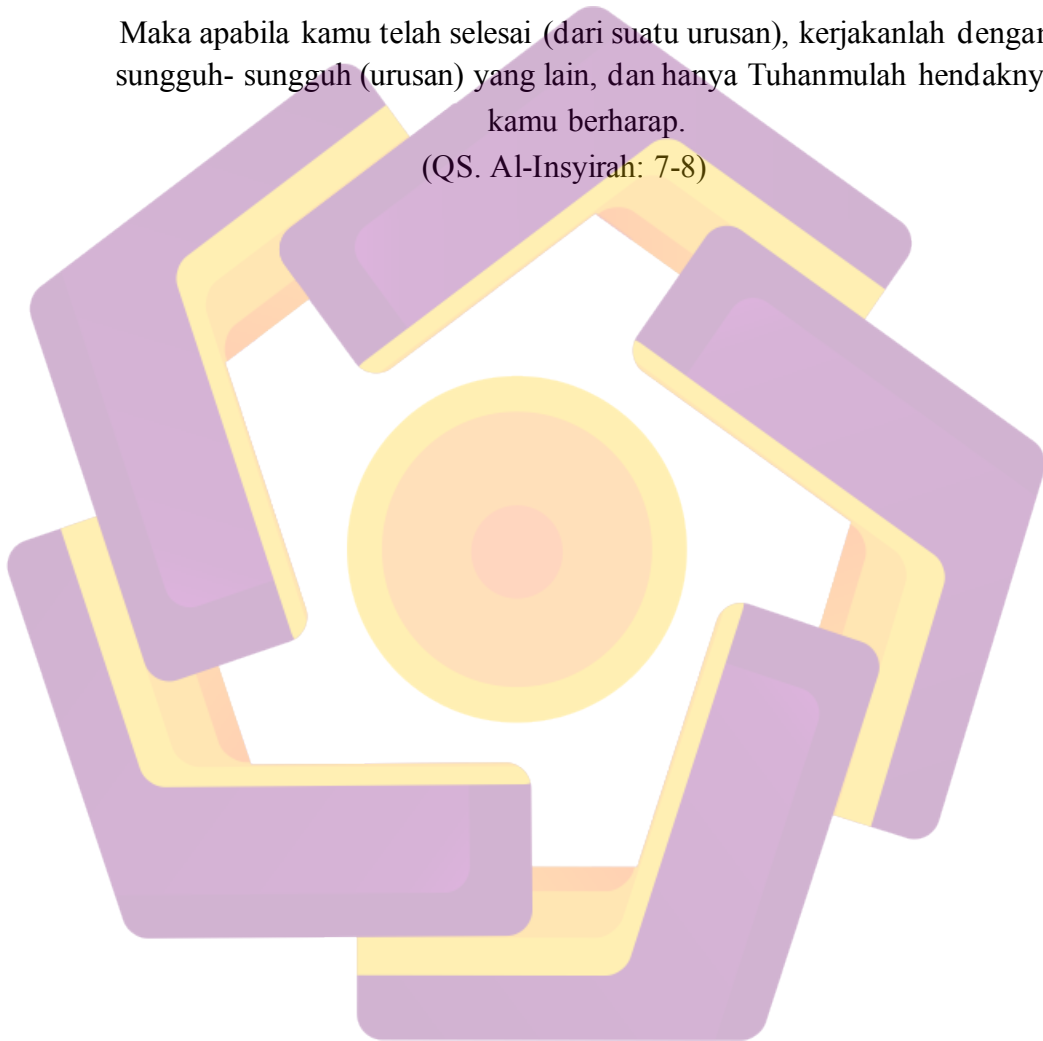 Maka apabila kamu telah selesai (dari suatu urusan), kerjakanlah dengan
sungguh- sungguh (urusan) yang lain, dan hanya Tuhanmulah hendakny
kamu berharap.
(QS. Al-Insyirah: 7-8)